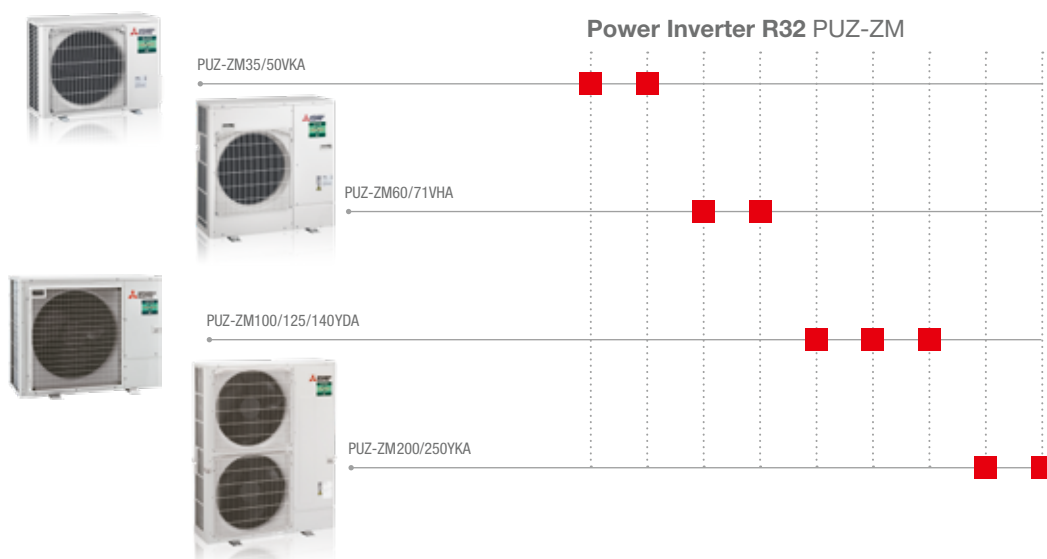 Power Inverter R32 PUZ-ZM
PUZ-ZM35/50VKA
PUZ-ZM60/71VHA
PUZ-ZM100/125/140YDA
PUZ-ZM200/250YKA